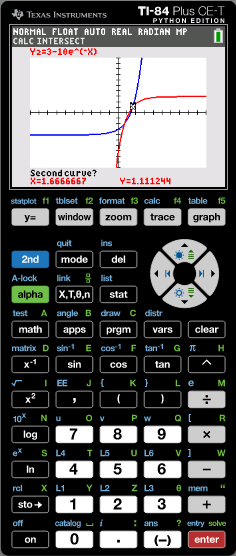 TEXAS INSTRUMENTS TI-84 Plus CE-T
PYTHON EDITION
NORMAL FLOAT AUTO REAL RADIAN MP
CALC INTERSECT
Y2=3-10e^(-X)
Second curve?
X=1.6666667 Y=1.111244
statplot f1 tblset f2 format f3 calc f4 table f5
y= window zoom trace graph
quit ins
2nd mode del
A-lock link list
alpha X,T,θ,n stat
test A angle B draw C distr
math apps prgm vars clear
matrix D sin⁻¹ E cos⁻¹ F tan⁻¹ G π H
x⁻¹ sin cos tan ^
√ I EE J { K } L e M
x² , ( ) ÷
10ˣ N u O v P w Q [ R
log 7 8 9 ×
eˣ S L4 T L5 U L6 V ] W
ln 4 5 6 −
rcl X L1 Y L2 Z L3 θ mem "
sto→ 1 2 3 +
off catalog ⎵ i : ans ? entry solve
on 0 . (−) enter